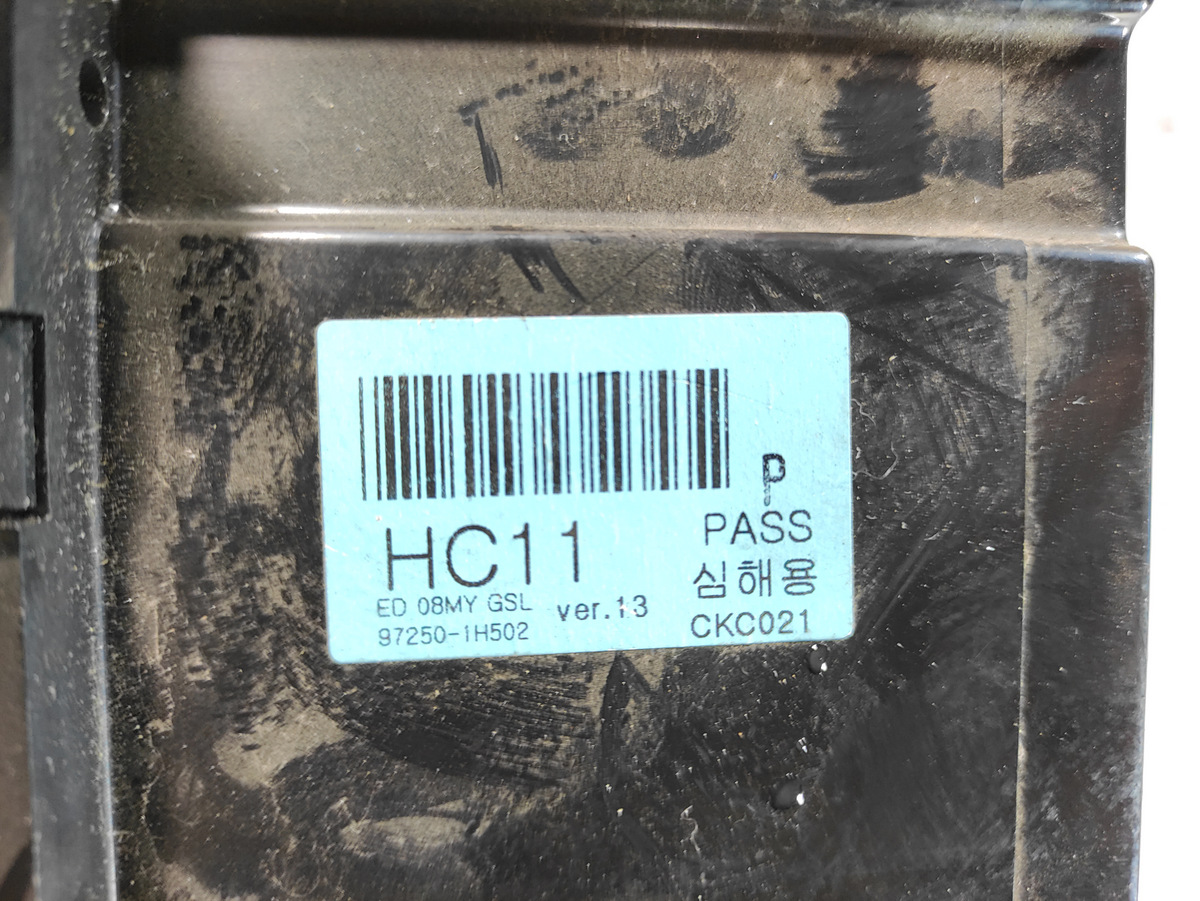 P
PASS
HC11
심해용
ED 08MY GSL
ver.13
97250-1H502
CKC021